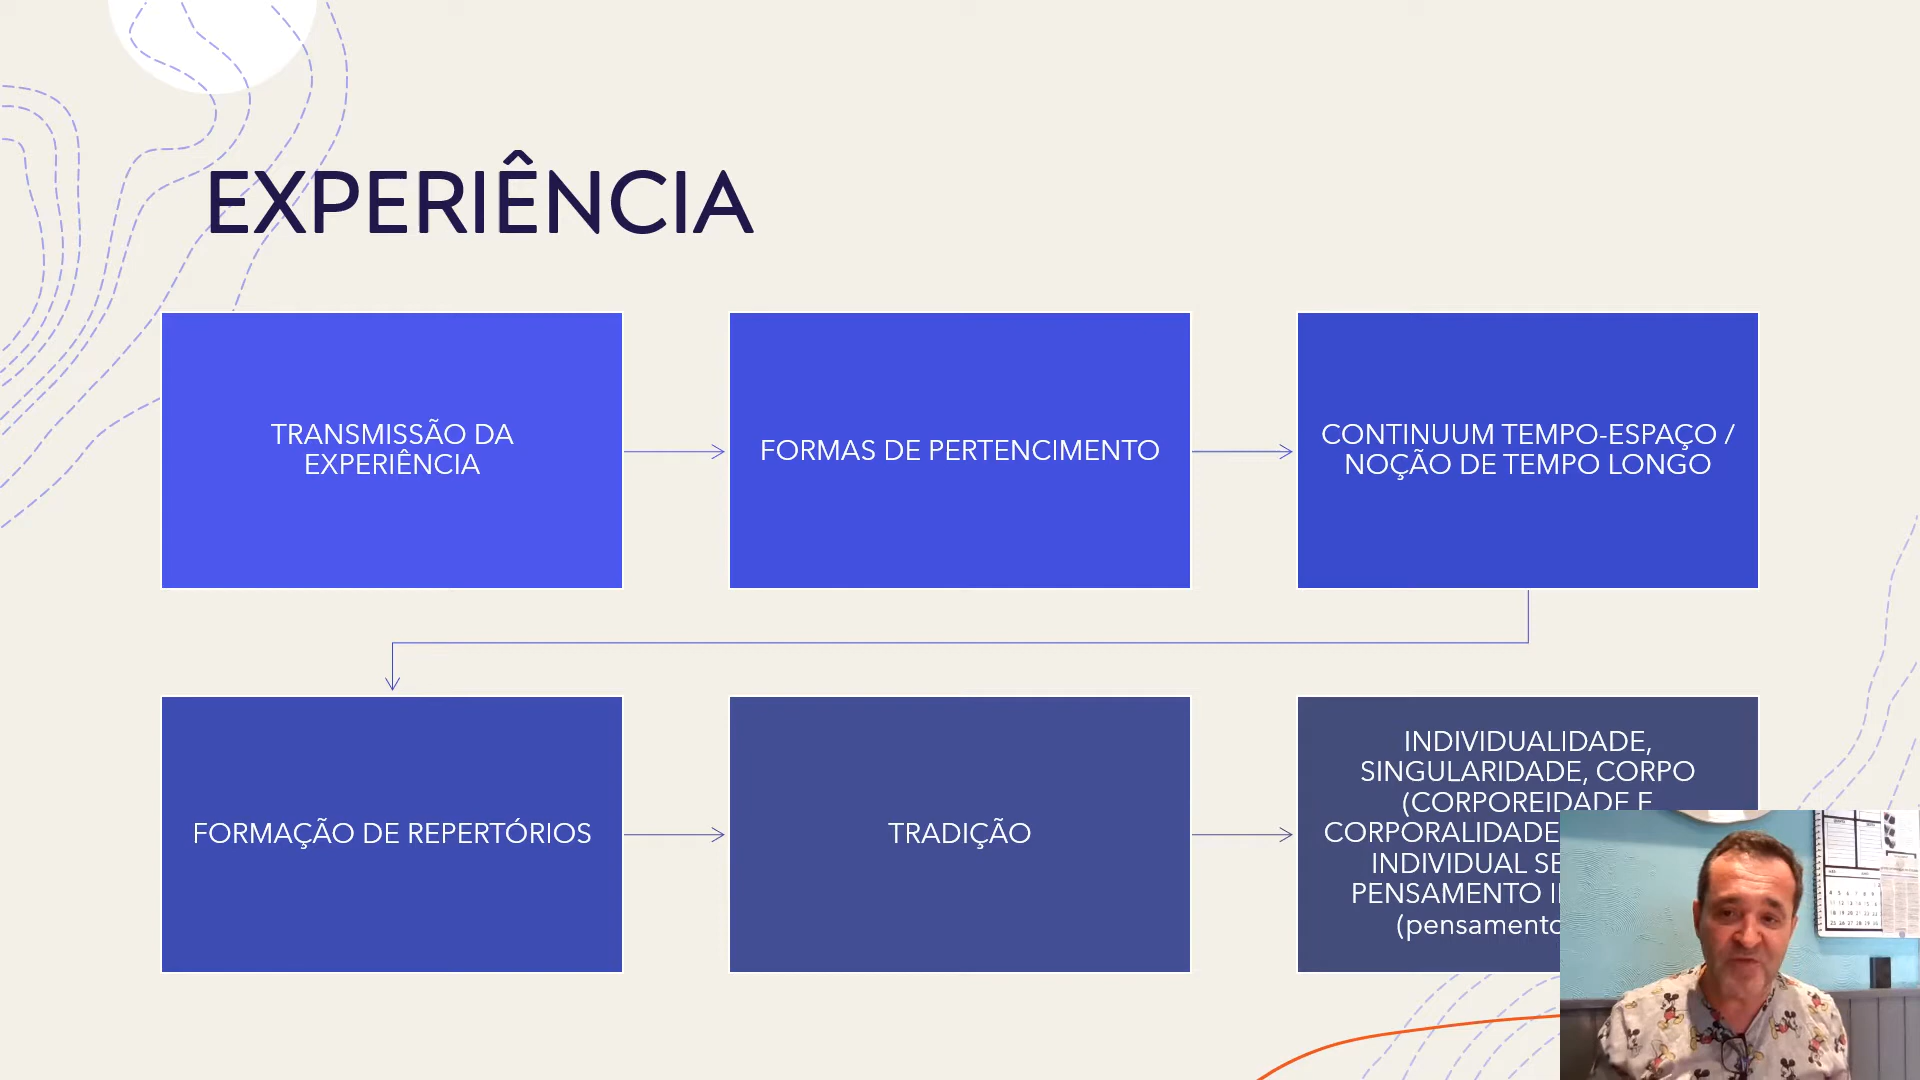 EXPERIÊNCIA
TRANSMISSÃO DA
EXPERIÊNCIA
FORMAS DE PERTENCIMENTO
CONTINUUM TEMPO-ESPAÇO /
NOÇÃO DE TEMPO LONGO
FORMAÇÃO DE REPERTÓRIOS
TRADIÇÃO
INDIVIDUALIDADE,
SINGULARIDADE, CORPO
(CORPOREIDADE E
CORPORALIDADE
INDIVIDUAL
PENSAMENTO
(pensamento